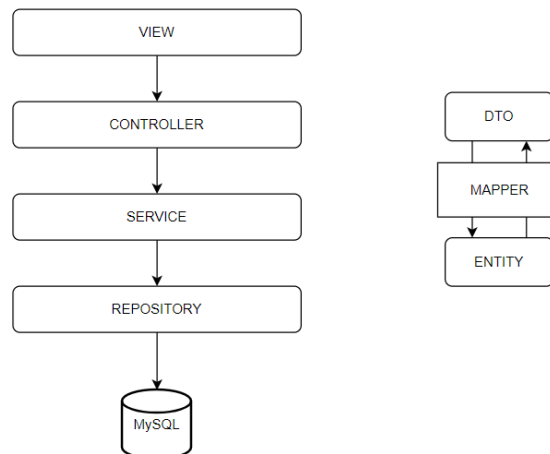 VIEW
CONTROLLER
SERVICE
REPOSITORY
MySQL
DTO
MAPPER
ENTITY